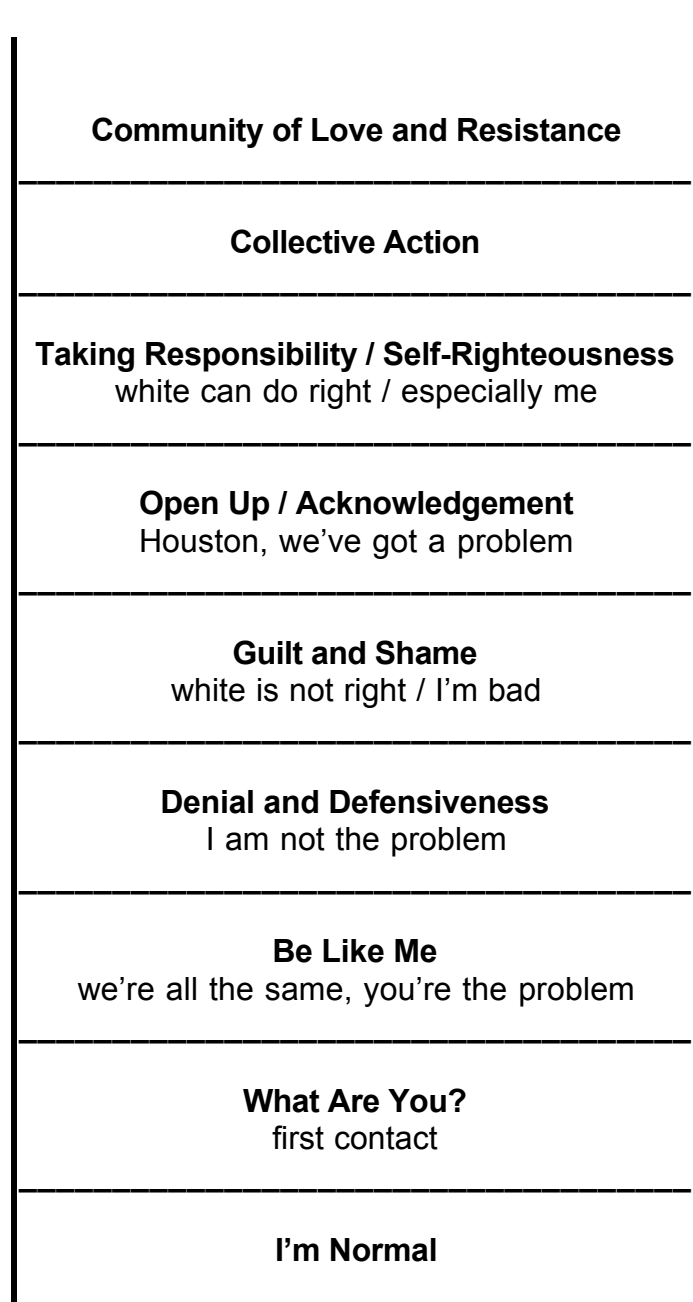 Community of Love and Resistance
Collective Action
Taking Responsibility / Self-Righteousness
white can do right / especially me
Open Up / Acknowledgement
Houston, we’ve got a problem
Guilt and Shame
white is not right / I’m bad
Denial and Defensiveness
I am not the problem
Be Like Me
we’re all the same, you’re the problem
What Are You?
first contact
I’m Normal